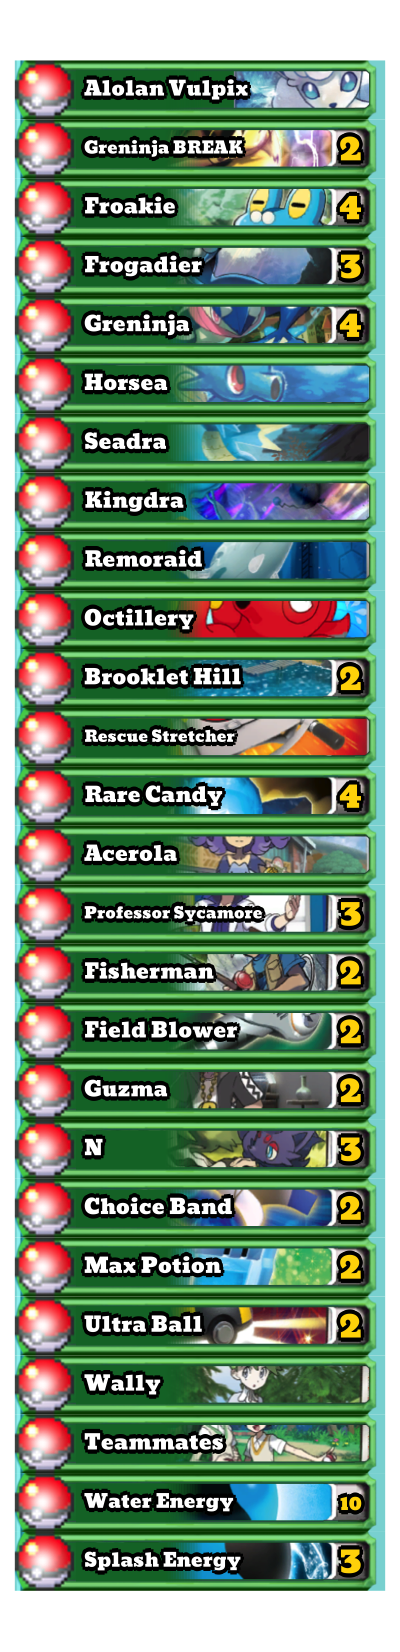 Alolan Vulpix
Greninja BREAK 2
Froakie 4
Frogadier 3
Greninja 4
Horsea
Seadra
Kingdra
Remoraid
Octillery
Brooklet Hill 2
Rescue Stretcher
Rare Candy 4
Acerola
Professor Sycamore 3
Fisherman 2
Field Blower 2
Guzma 2
N 3
Choice Band 2
Max Potion 2
Ultra Ball 2
Wally
Teammates
Water Energy 10
Splash Energy 3